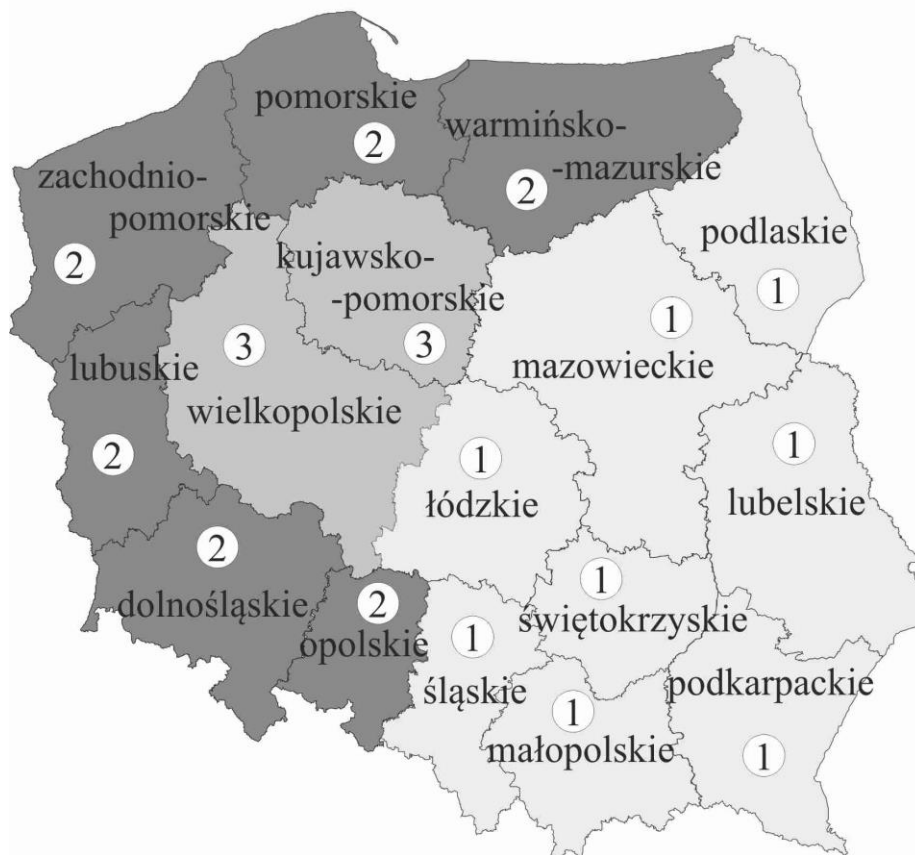 pomorskie
2
warmińsko-
-mazurskie
2
zachodnio-
pomorskie
2
podlaskie
1
kujawsko-
-pomorskie
3
1
mazowieckie
3
wielkopolskie
lubuskie
2
1
łódzkie
1
lubelskie
2
dolnośląskie
2
opolskie
1
śląskie
1
świętokrzyskie
1
małopolskie
podkarpackie
1